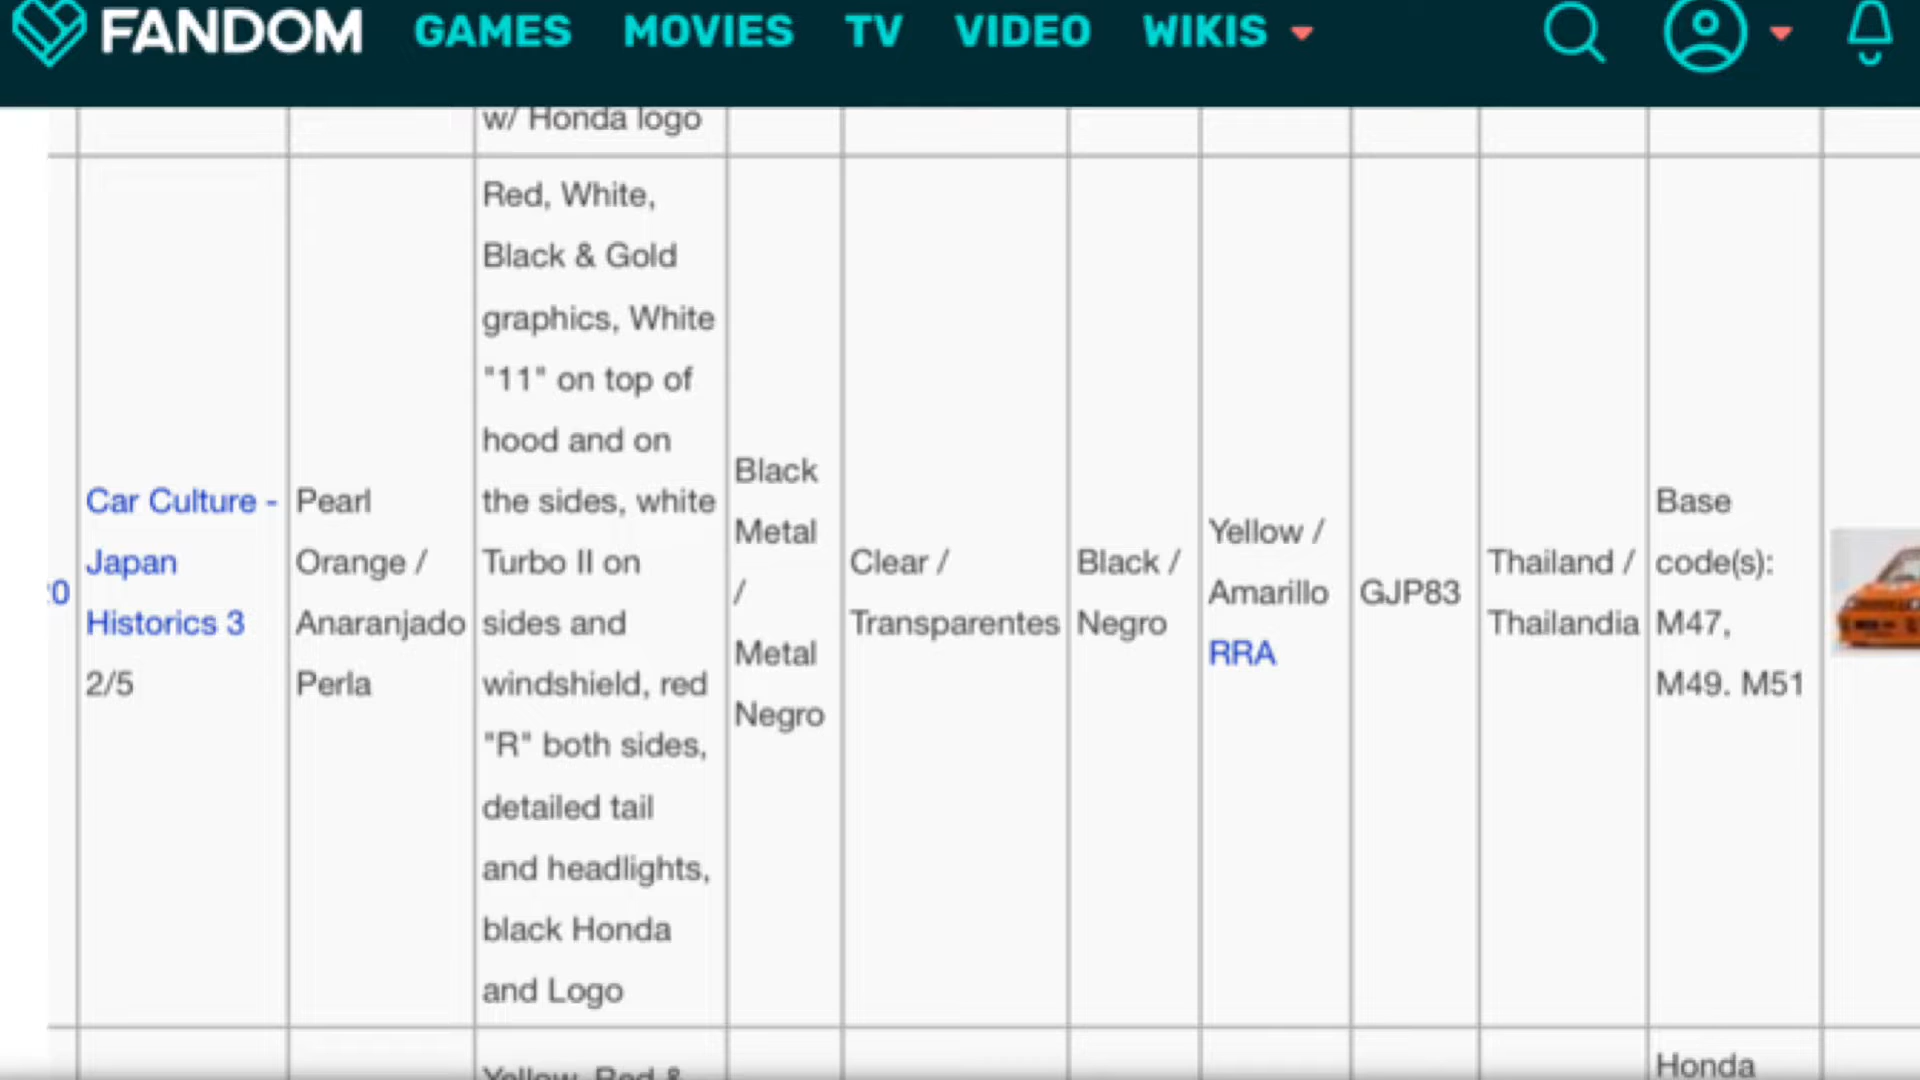 FANDOM GAMES MOVIES TV VIDEO WIKIS
w/ Honda logo
0
Car Culture -
Japan
Historics 3
2/5
Pearl
Orange /
Anaranjado
Perla
Red, White,
Black & Gold
graphics, White
"11" on top of
hood and on
the sides, white
Turbo II on
sides and
windshield, red
"R" both sides,
detailed tail
and headlights,
black Honda
and Logo
Black
Metal
/
Metal
Negro
Clear /
Transparentes
Black /
Negro
Yellow /
Amarillo
RRA
GJP83
Thailand /
Thailandia
Base
code(s):
M47,
M49. M51
Yellow, Red &
Honda